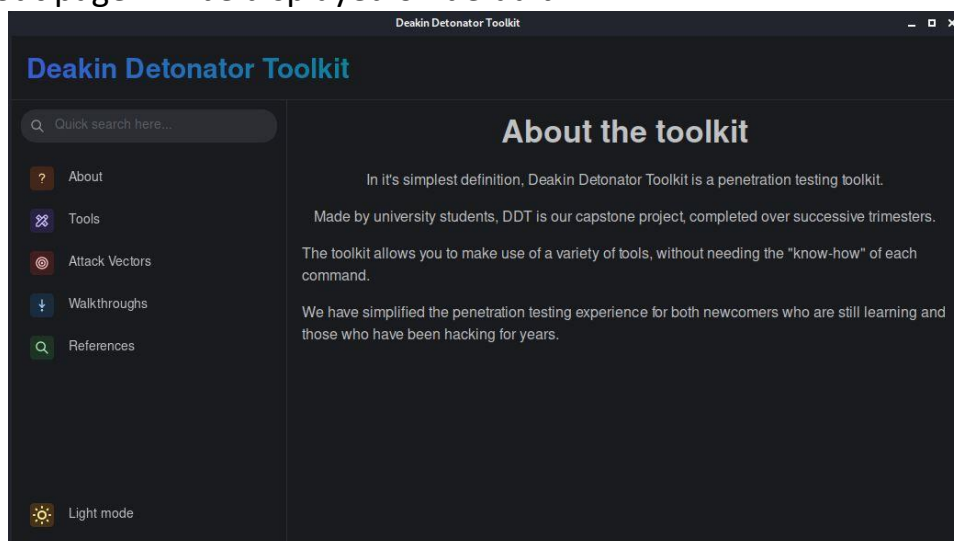 Deakin Detonator Toolkit
Deakin Detonator Toolkit
Quick search here...
About
Tools
Attack Vectors
Walkthroughs
References
Light mode
About the toolkit
In it's simplest definition, Deakin Detonator Toolkit is a penetration testing toolkit.
Made by university students, DDT is our capstone project, completed over successive trimesters.
The toolkit allows you to make use of a variety of tools, without needing the "know-how" of each
command.
We have simplified the penetration testing experience for both newcomers who are still learning and
those who have been hacking for years.